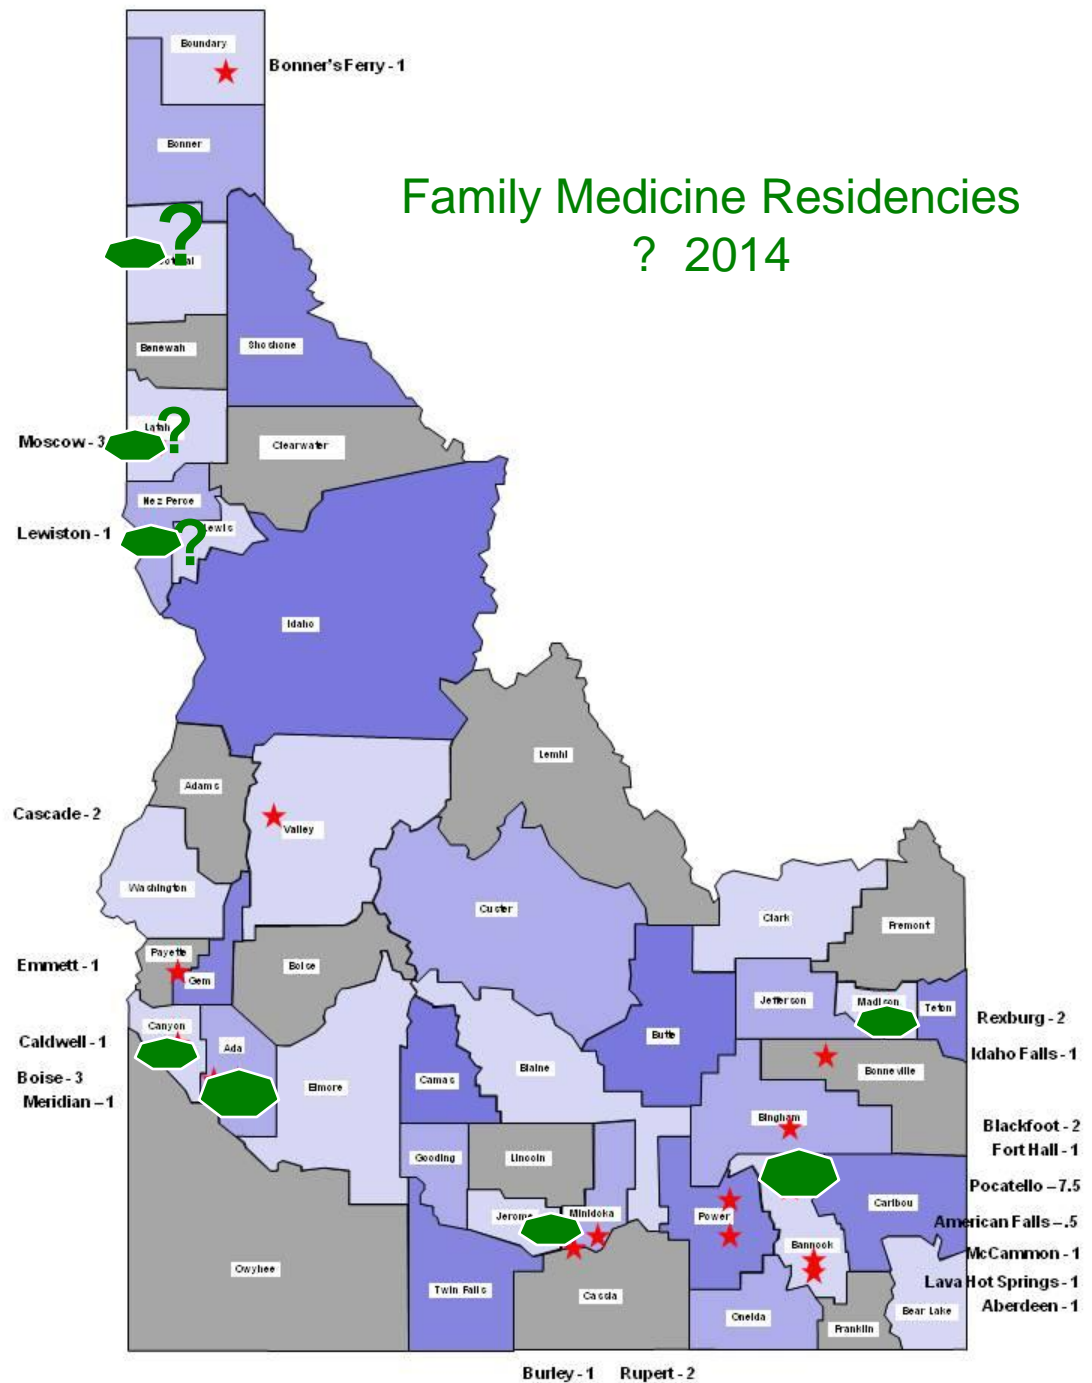 Boundary
Bonner's Ferry - 1
Bonner
Family Medicine Residencies
? 2014
?
Benewah
Shoshone
Latah
?
Moscow - 3
Clearwater
Nez Perce
Lewis
?
Lewiston - 1
Idaho
Lemhi
Adams
Cascade - 2
Valley
Washington
Custer
Clark
Fremont
Payette
Emmett - 1
Gem
Boise
Jefferson
Madison
Teton
Rexburg - 2
Canyon
Caldwell - 1
Ada
Butte
Idaho Falls - 1
Blaine
Bonneville
Boise - 3
Meridian – 1
Elmore
Camas
Bingham
Blackfoot - 2
Fort Hall - 1
Gooding
Lincoln
Pocatello – 7.5
Caribou
Jerome
Minidoka
Power
American Falls – .5
Bannock
McCammon - 1
Owyhee
Lava Hot Springs - 1
Twin Falls
Cassia
Aberdeen - 1
Oneida
Franklin
Bear Lake
Burley - 1 Rupert - 2